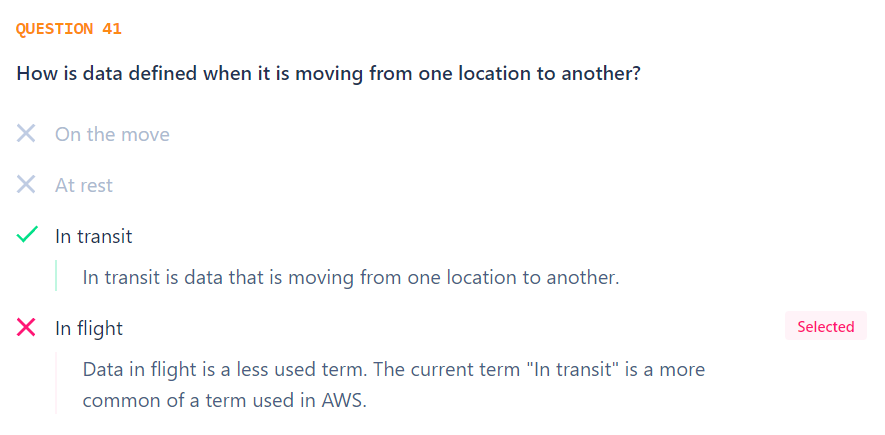 QUESTION 41
How is data defined when it is moving from one location to another?
On the move
At rest
In transit
In transit is data that is moving from one location to another.
In flight
Selected
Data in flight is a less used term. The current term "In transit" is a more
common of a term used in AWS.